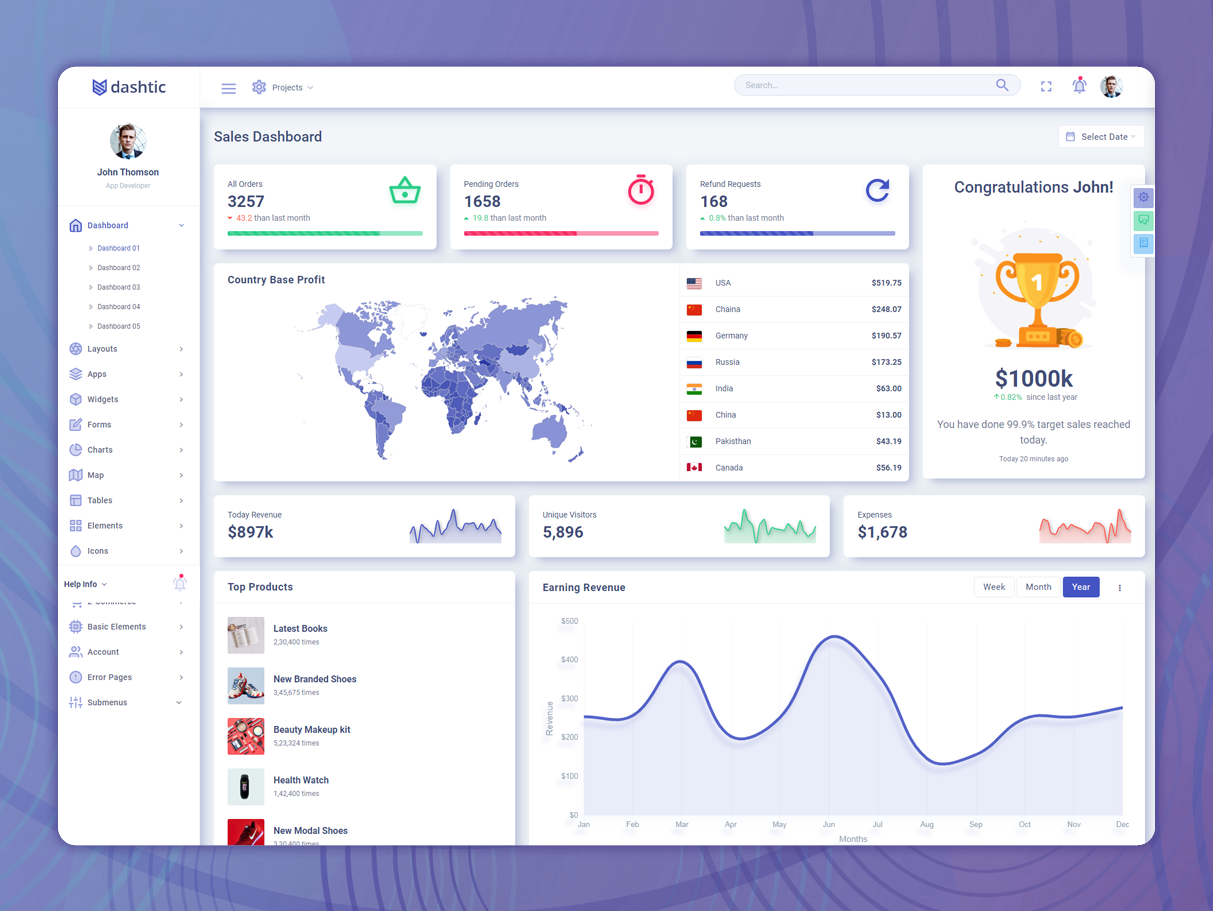 dashtic
Projects
Search...
John Thomson
App Developer
Dashboard
Dashboard 01
Dashboard 02
Dashboard 03
Dashboard 04
Dashboard 05
Layouts
Apps
Widgets
Forms
Charts
Map
Tables
Elements
Icons
Help Info
E-Commerce
Basic Elements
Account
Error Pages
Submenus
Sales Dashboard
Select Date
All Orders
3257
43.2 than last month
Pending Orders
1658
19.8 than last month
Refund Requests
168
0.8% than last month
Congratulations John!
1
$1000k
0.82% since last year
You have done 99.9% target sales reached
today.
Today 20 minutes ago
Country Base Profit
USA $519.75
Chaina $248.07
Germany $190.57
Russia $173.25
India $63.00
China $13.00
Pakisthan $43.19
Canada $56.19
Today Revenue
$897k
Unique Visitors
5,896
Expenses
$1,678
Top Products
Latest Books
2,30,400 times
New Branded Shoes
3,45,675 times
Beauty Makeup kit
5,23,324 times
Health Watch
1,42,400 times
New Modal Shoes
3,30,400 times
Earning Revenue
Week Month Year
$500
$400
$300
$200
$100
$0
Revenue
Jan Feb Mar Apr May Jun Jul Aug Sep Oct Nov Dec
Months